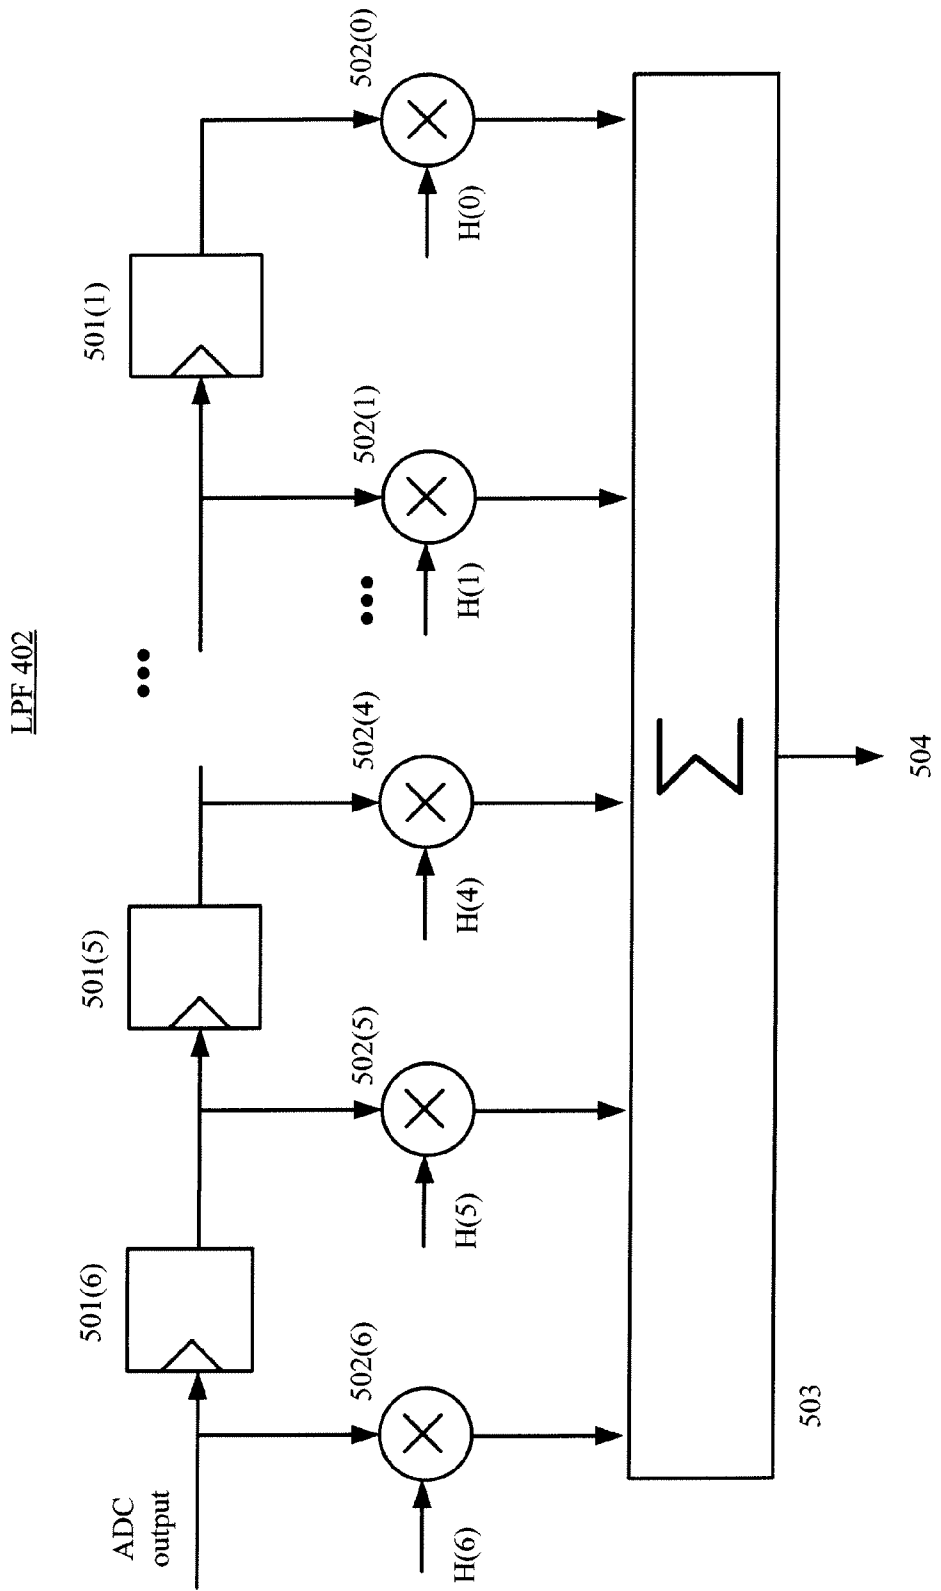 LPF 402
ADC
output
501(6)
501(5)
501(1)
502(6)
502(5)
502(4)
502(1)
502(0)
H(6)
H(5)
H(4)
H(1)
H(0)
Σ
503
504